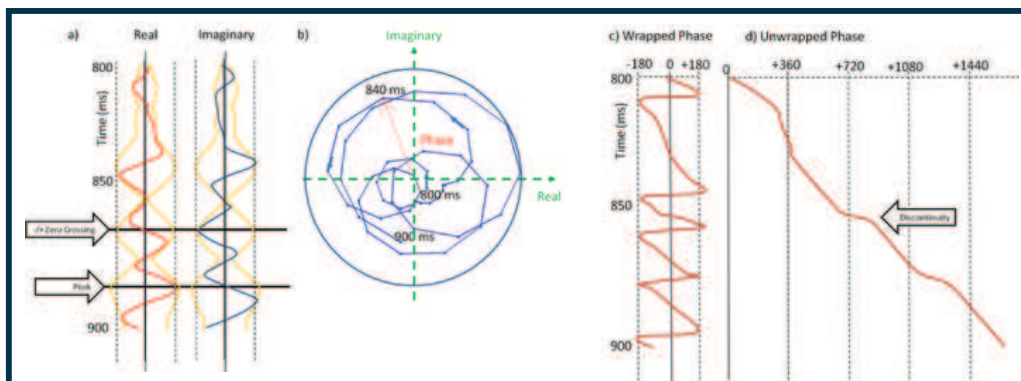 a) Real Imaginary
b)
Imaginary
840 ms
Phase
800 ms
Real
900 ms
800
Time (ms)
850
-/+ Zero Crossing
Peak
900
c) Wrapped Phase
-180 0 +180
800
Time (ms)
850
900
d) Unwrapped Phase
0 +360 +720 +1080 +1440
Discontinuity